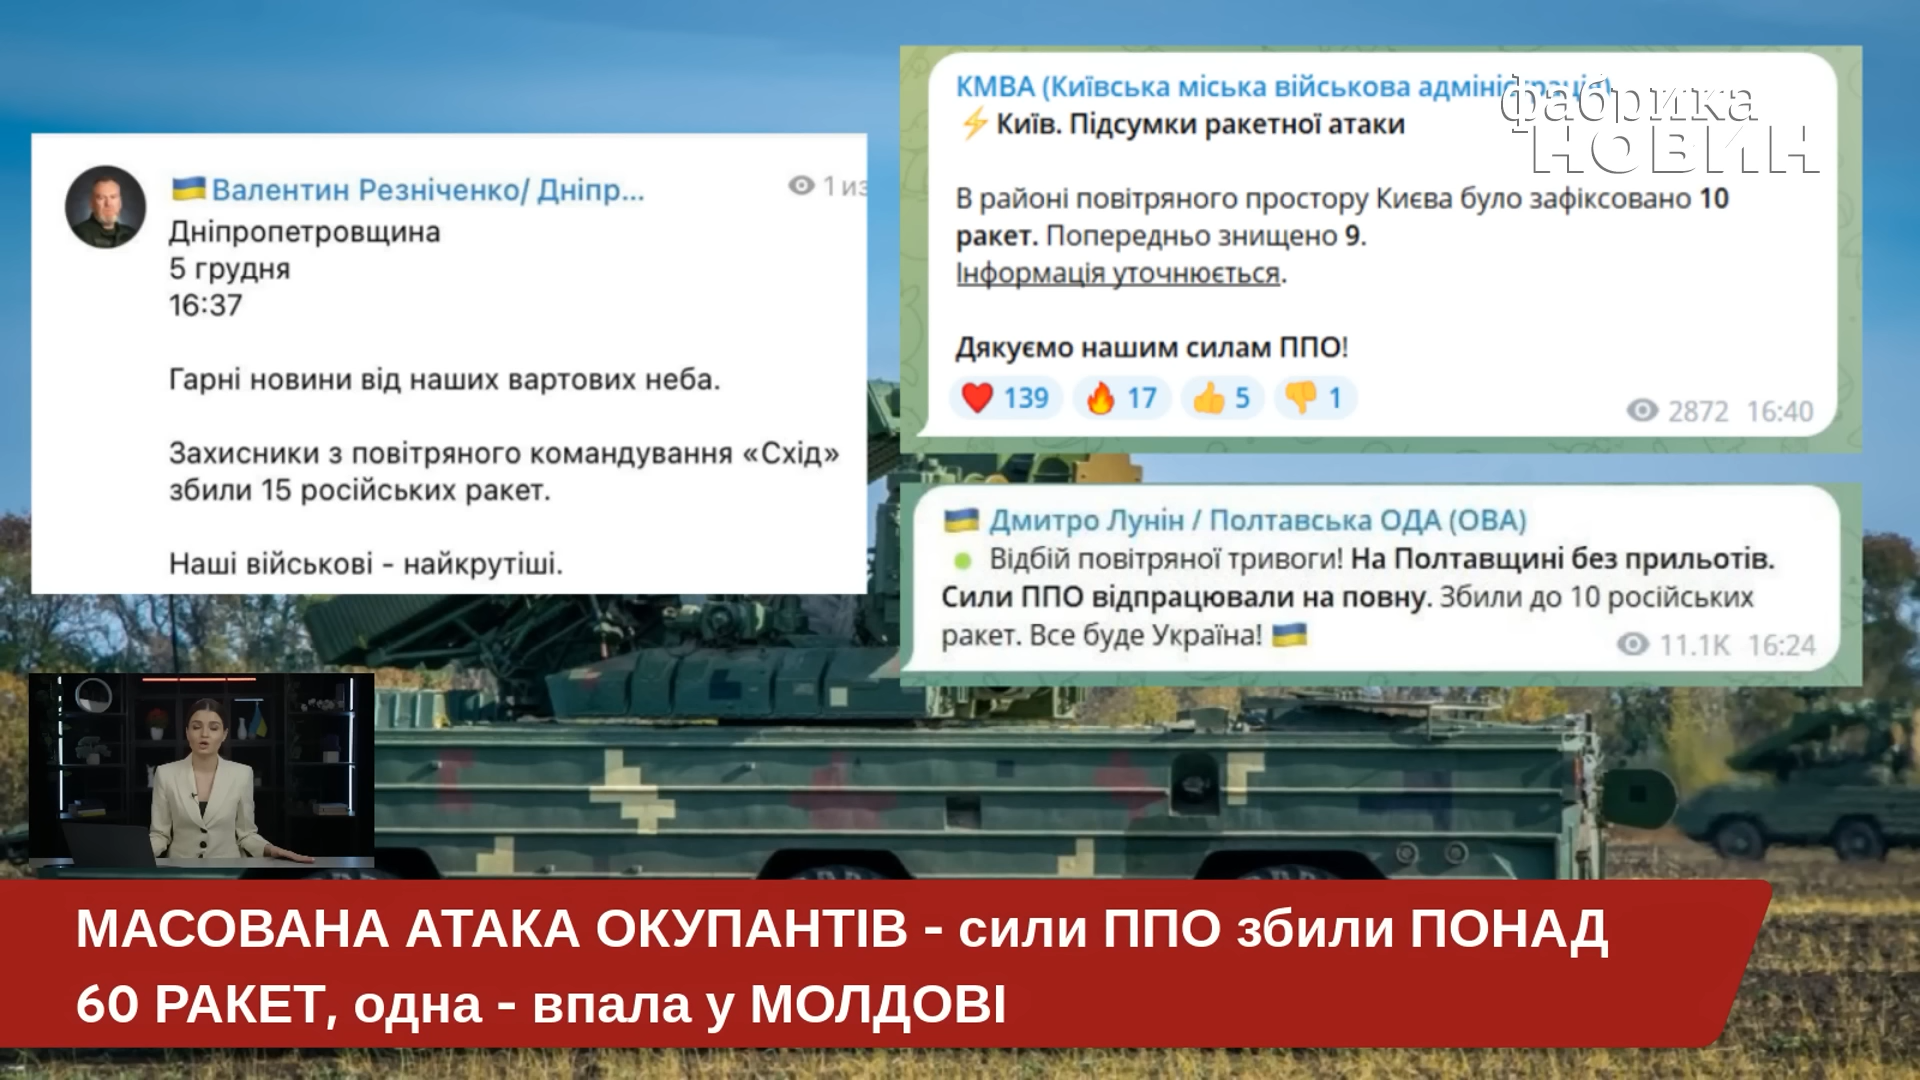 Валентин Резніченко/ Дніпр...
1 из
Дніпропетровщина
5 грудня
16:37
Гарні новини від наших вартових неба.
Захисники з повітряного командування «Схід»
збили 15 російських ракет.
Наші військові - найкрутіші.
КМВА (Київська міська військова адміністрація)
Київ. Підсумки ракетної атаки
В районі повітряного простору Києва було зафіксовано 10
ракет. Попередньо знищено 9.
Інформація уточнюється.
Дякуємо нашим силам ППО!
139 17 5 1
2872 16:40
фабрика
НОВИН
Дмитро Лунін / Полтавська ОДА (ОВА)
Відбій повітряної тривоги! На Полтавщині без прильотів.
Сили ППО відпрацювали на повну. Збили до 10 російських
ракет. Все буде Україна!
11.1K 16:24
МАСОВАНА АТАКА ОКУПАНТІВ - сили ППО збили ПОНАД
60 РАКЕТ, одна - впала у МОЛДОВІ